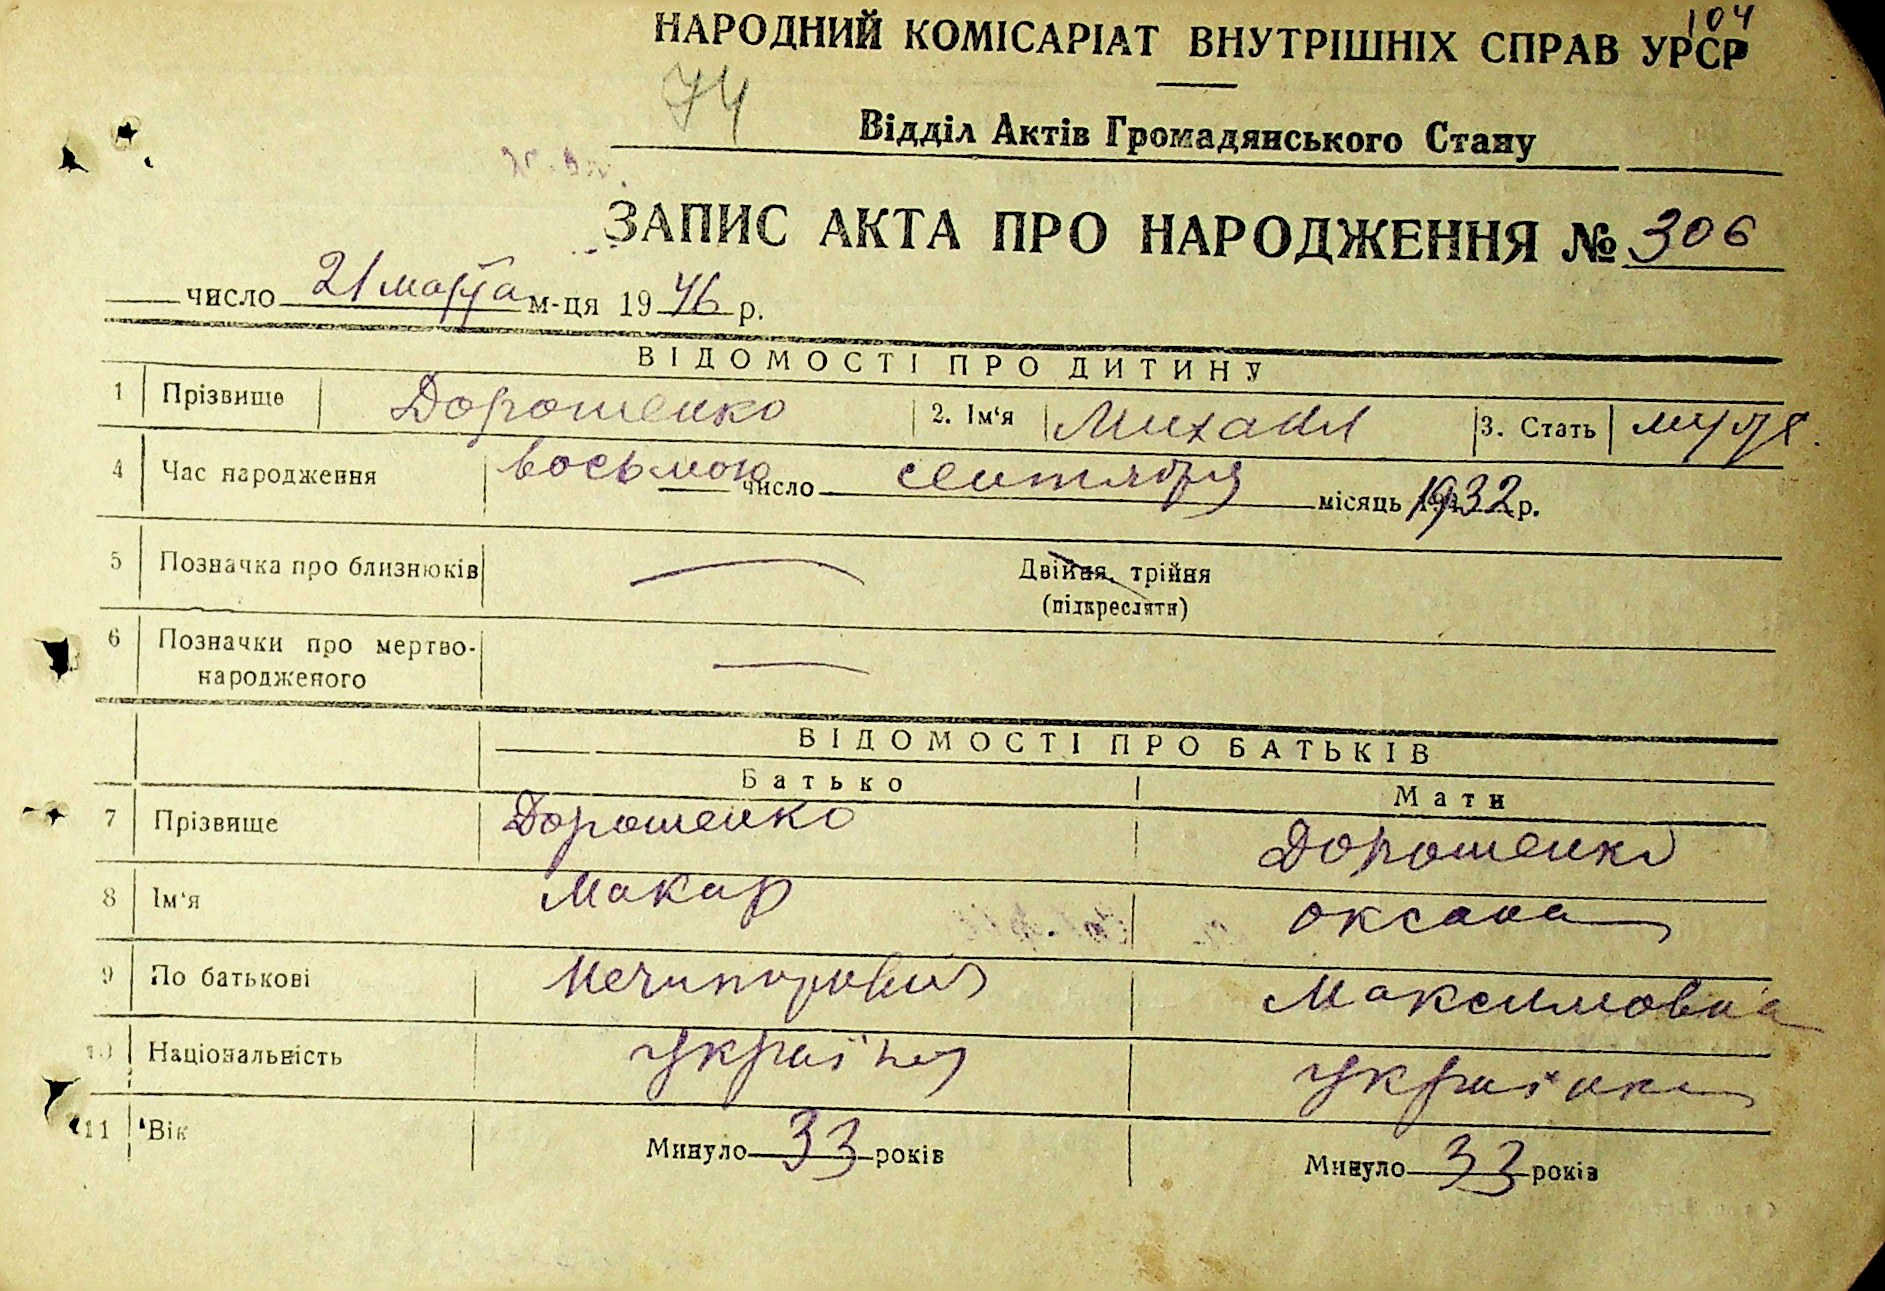 104
НАРОДНИЙ КОМІСАРІАТ ВНУТРІШНІХ СПРАВ УРСР
74
Відділ Актів Громадянського Стану
ЗАПИС АКТА ПРО НАРОДЖЕННЯ № 306
число 21 марта м-ця 1946 р.
ВІДОМОСТІ ПРО ДИТИНУ
1 Прізвище Дорошенко 2. Ім'я Михаил 3. Стать муж.
4 Час народження восьмого число сентября місяць 1932 р.
5 Позначка про близнюків Двійня, трійня
(підкреслити)
6 Позначки про мертво-
народженого
ВІДОМОСТІ ПРО БАТЬКІВ
Батько Мати
7 Прізвище Дорошенко Дорошенко
8 Ім'я Макар Оксана
9 По батькові Нечипорович Максимовна
10 Національність українец українка
11 Вік Минуло 33 років Минуло 33 років